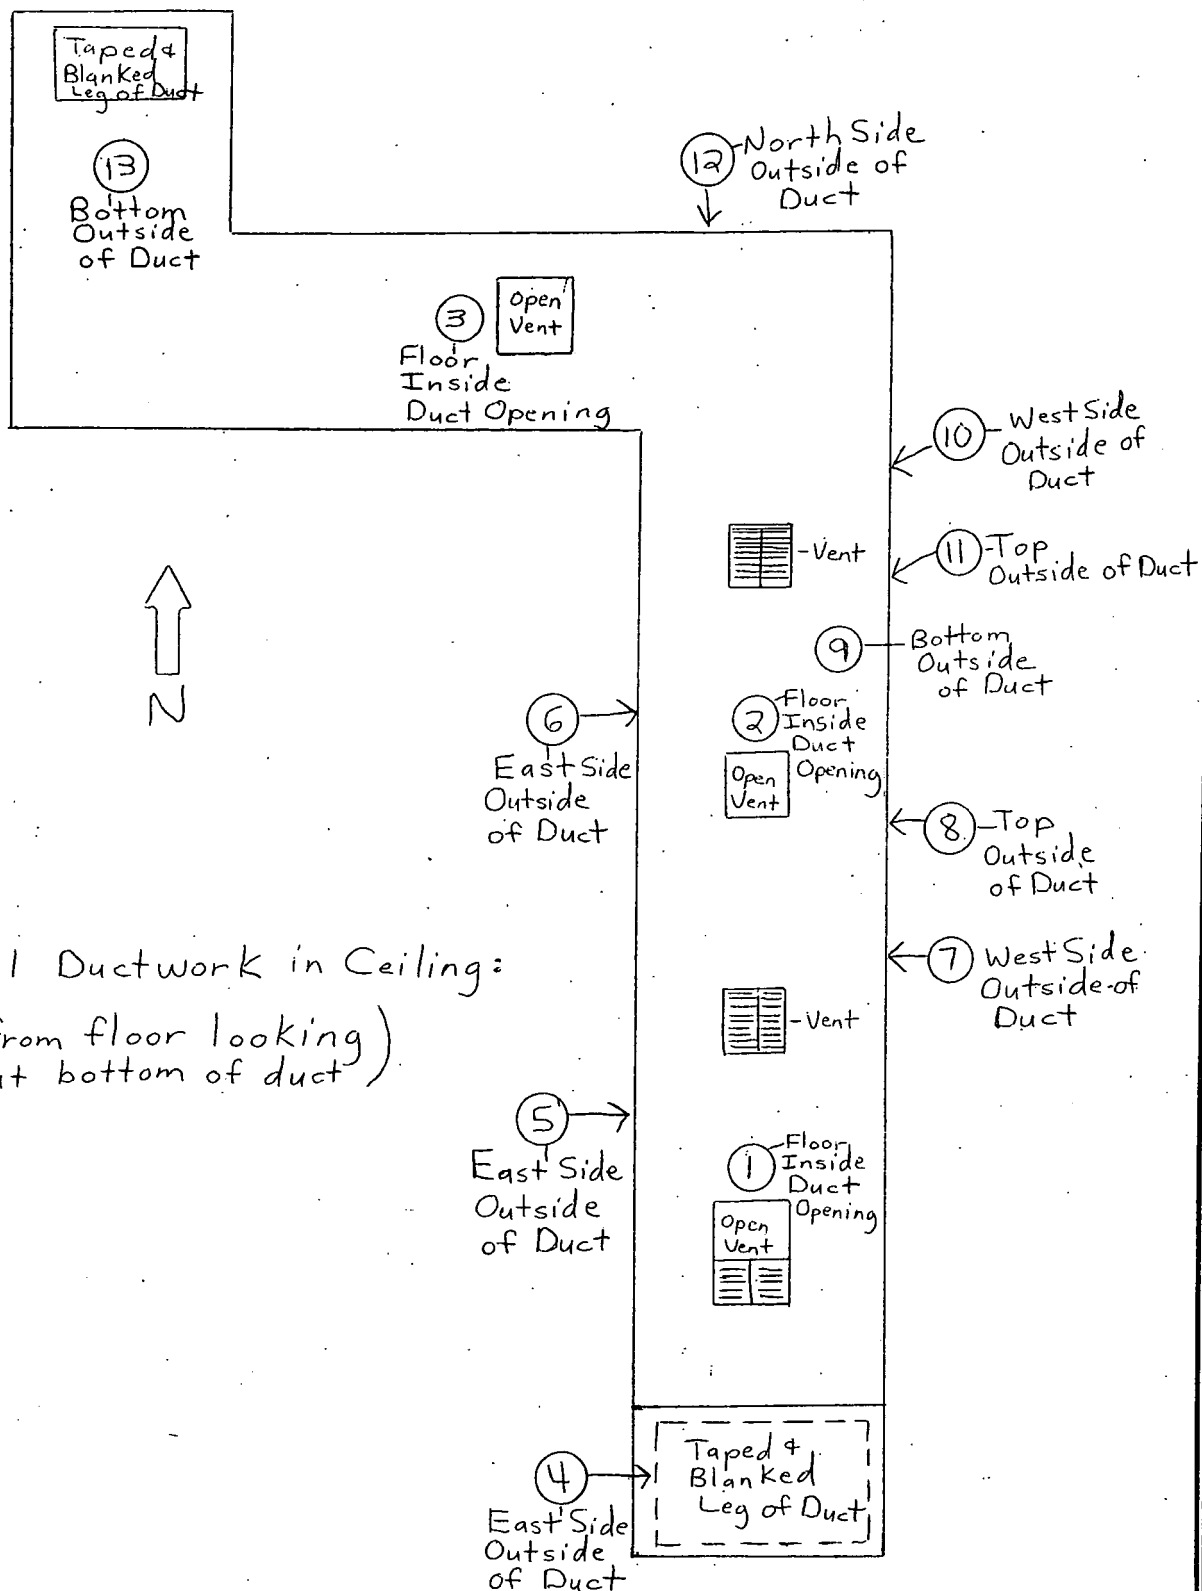 Taped &
Blanked
Leg of Duct
13
Bottom
Outside
of Duct
12 - North Side
Outside of
Duct
3
Open
Vent
Floor
Inside
Duct Opening
10 - West Side
Outside of
Duct
- Vent
11 - Top
Outside of Duct
9 - Bottom
Outside
of Duct
N
6
East Side
Outside
of Duct
2 Floor
Inside
Duct
Opening
Open
Vent
8 - Top
Outside
of Duct
1 Ductwork in Ceiling:
from floor looking)
at bottom of duct)
7 West Side
Outside of
Duct
- Vent
5
East Side
Outside
of Duct
1 Floor
Inside
Duct
Opening
Open
Vent
4
East Side
Outside
of Duct
Taped &
Blanked
Leg of Duct